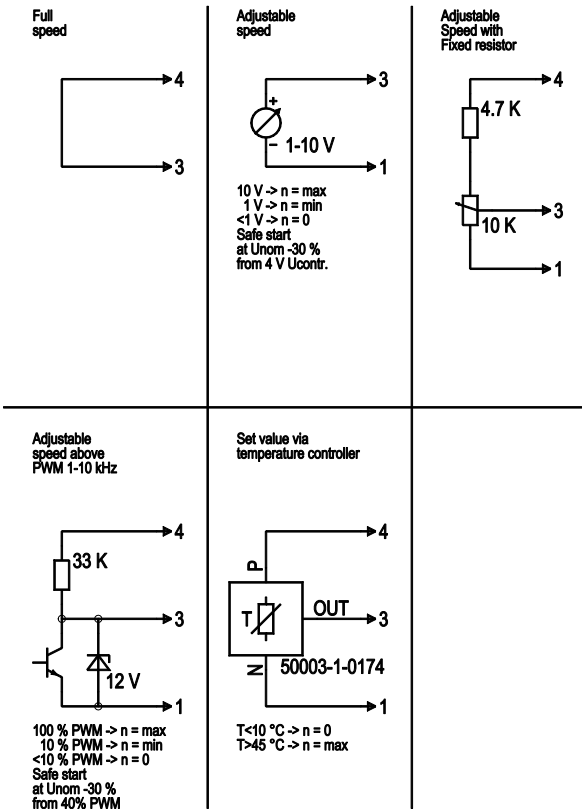 Full
speed
4
3
Adjustable
speed
3
+
−
1-10 V
1
10 V -> n = max
1 V -> n = min
<1 V -> n = 0
Safe start
at Unom -30 %
from 4 V Ucontr.
Adjustable
Speed with
Fixed resistor
4
4.7 K
3
10 K
1
Adjustable
speed above
PWM 1-10 kHz
4
33 K
3
12 V
1
100 % PWM -> n = max
10 % PWM -> n = min
<10 % PWM -> n = 0
Safe start
at Unom -30 %
from 40% PWM
Set value via
temperature controller
4
P
T
OUT
3
N
50003-1-0174
1
T<10 °C -> n = 0
T>45 °C -> n = max